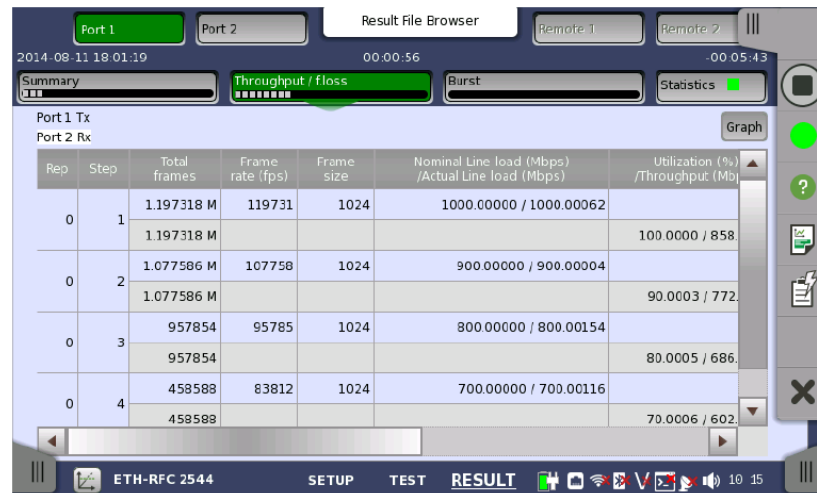 Result File Browser
Port 1
Port 2
Remote 1
Remote 2
2014-08-11 18:01:19
00:00:56
-00:05:43
Summary
Throughput / f.loss
Burst
Statistics
Port 1 Tx
Port 2 Rx
Graph
Rep
Step
Total frames
Frame rate (fps)
Frame size
Nominal Line load (Mbps)
/Actual Line load (Mbps)
Utilization (%)
/Throughput (Mbp
0 1 1.197318 M 119731 1024 1000.00000 / 1000.00062
1.197318 M 100.0000 / 858.
0 2 1.077586 M 107758 1024 900.00000 / 900.00004
1.077586 M 90.0003 / 772.
0 3 957854 95785 1024 800.00000 / 800.00154
957854 80.0005 / 686.
0 4 458588 83812 1024 700.00000 / 700.00116
458588 70.0006 / 602.
ETH-RFC 2544
SETUP
TEST
RESULT
10 15